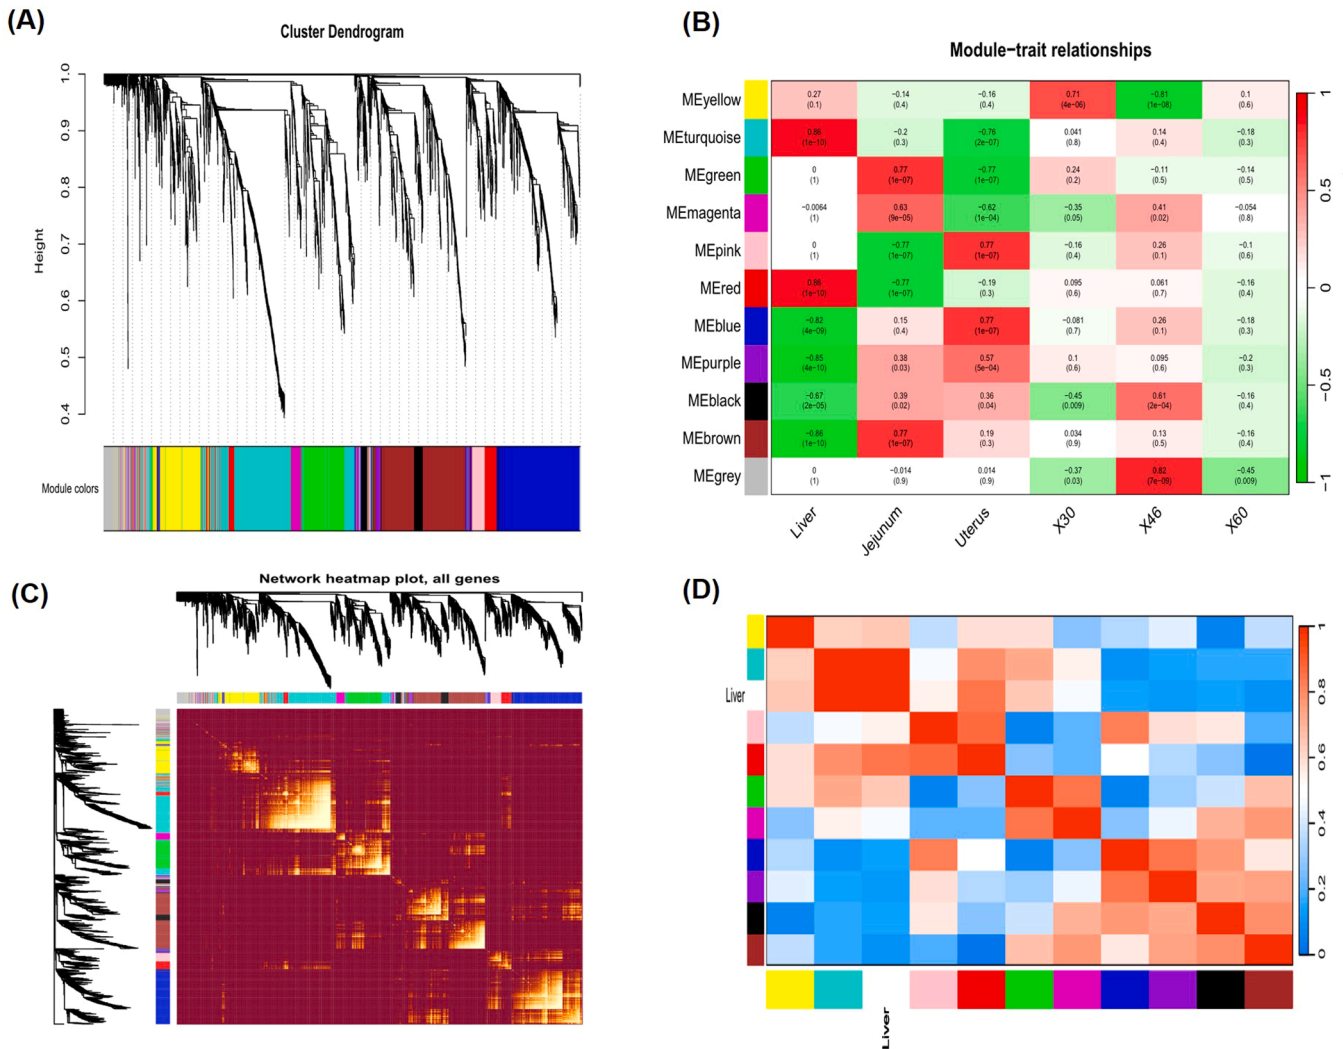 (A)
Cluster Dendrogram
Height
1.0
0.9
0.8
0.7
0.6
0.5
0.4
Module colors
(B)
Module−trait relationships
MEyellow 0.27 −0.14 −0.16 0.71 −0.81 0.1
(0.1) (0.4) (0.4) (4e−06) (1e−08) (0.6)
MEturquoise 0.86 −0.2 −0.76 0.041 0.14 −0.18
(1e−10) (0.3) (2e−07) (0.8) (0.4) (0.3)
MEgreen 0 0.77 −0.77 0.24 −0.11 −0.14
(1) (1e−07) (1e−07) (0.2) (0.5) (0.5)
MEmagenta −0.0064 0.63 −0.62 −0.35 0.41 −0.054
(1) (9e−05) (1e−04) (0.05) (0.02) (0.8)
MEpink 0 −0.77 0.77 −0.16 0.26 −0.1
(1) (1e−07) (1e−07) (0.4) (0.1) (0.6)
MEred 0.86 −0.77 −0.19 0.095 0.061 −0.16
(1e−10) (1e−07) (0.3) (0.6) (0.7) (0.4)
MEblue −0.82 0.15 0.77 −0.081 0.26 −0.18
(4e−09) (0.4) (1e−07) (0.7) (0.1) (0.3)
MEpurple −0.85 0.38 0.57 0.1 0.095 −0.2
(4e−10) (0.03) (5e−04) (0.6) (0.6) (0.3)
MEblack −0.67 0.39 0.36 −0.45 0.61 −0.16
(2e−05) (0.02) (0.04) (0.009) (2e−04) (0.4)
MEbrown −0.86 0.77 0.19 0.034 0.13 −0.16
(1e−10) (1e−07) (0.3) (0.9) (0.5) (0.4)
MEgrey 0 −0.014 0.014 −0.37 0.82 −0.45
(1) (0.9) (0.9) (0.03) (7e−09) (0.009)
Liver Jejunum Uterus X30 X46 X60
1
0.5
0
−0.5
−1
(C)
Network heatmap plot, all genes
(D)
Liver
Liver
1
0.8
0.6
0.4
0.2
0